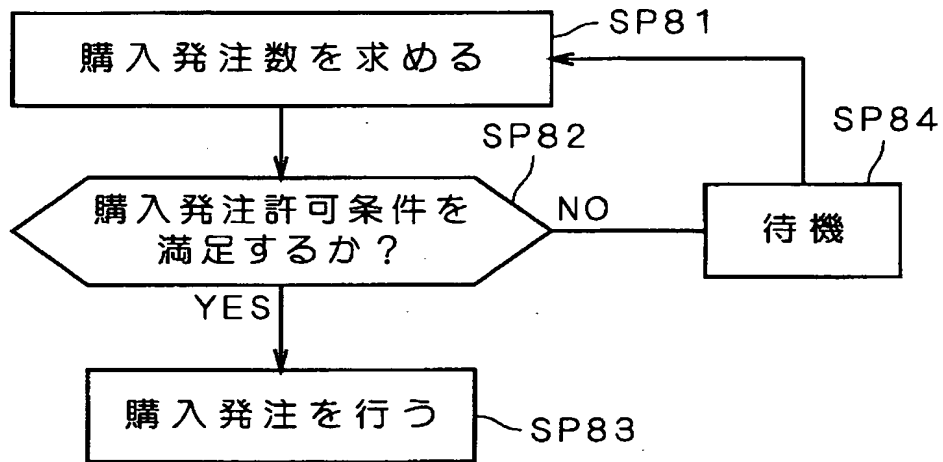 SP81
購入発注数を求める
SP82
SP84
購入発注許可条件を
満足するか？
NO
待機
YES
購入発注を行う
SP83